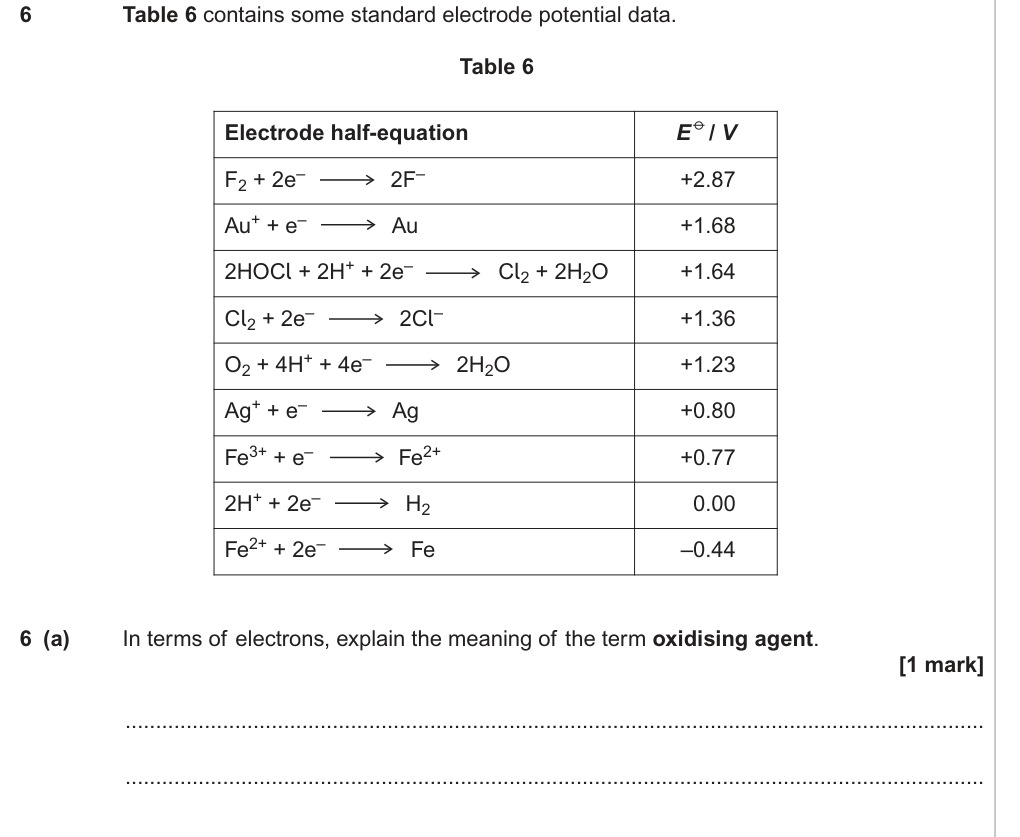 6 Table 6 contains some standard electrode potential data.
Table 6
Electrode half-equation E⦵ / V
F₂ + 2e⁻ ⟶ 2F⁻ +2.87
Au⁺ + e⁻ ⟶ Au +1.68
2HOCl + 2H⁺ + 2e⁻ ⟶ Cl₂ + 2H₂O +1.64
Cl₂ + 2e⁻ ⟶ 2Cl⁻ +1.36
O₂ + 4H⁺ + 4e⁻ ⟶ 2H₂O +1.23
Ag⁺ + e⁻ ⟶ Ag +0.80
Fe³⁺ + e⁻ ⟶ Fe²⁺ +0.77
2H⁺ + 2e⁻ ⟶ H₂ 0.00
Fe²⁺ + 2e⁻ ⟶ Fe –0.44
6 (a) In terms of electrons, explain the meaning of the term oxidising agent.
[1 mark]